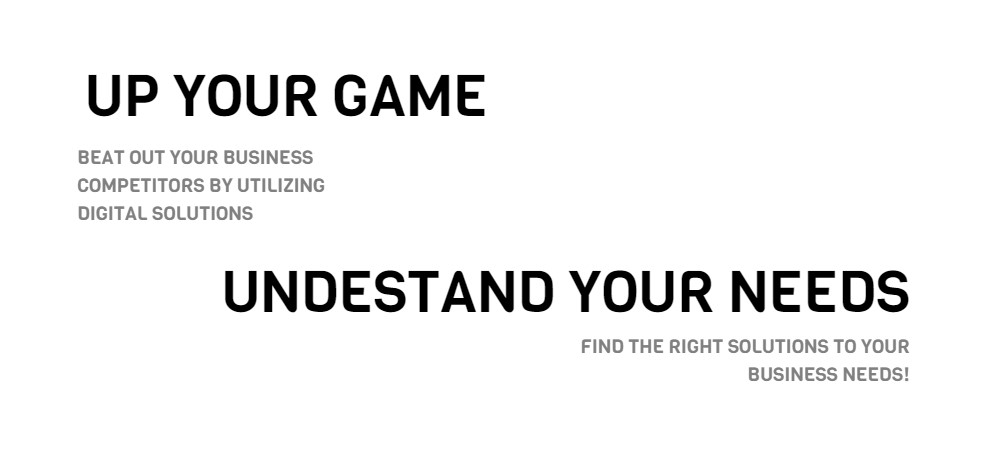 UP YOUR GAME
BEAT OUT YOUR BUSINESS
COMPETITORS BY UTILIZING
DIGITAL SOLUTIONS
UNDESTAND YOUR NEEDS
FIND THE RIGHT SOLUTIONS TO YOUR
BUSINESS NEEDS!